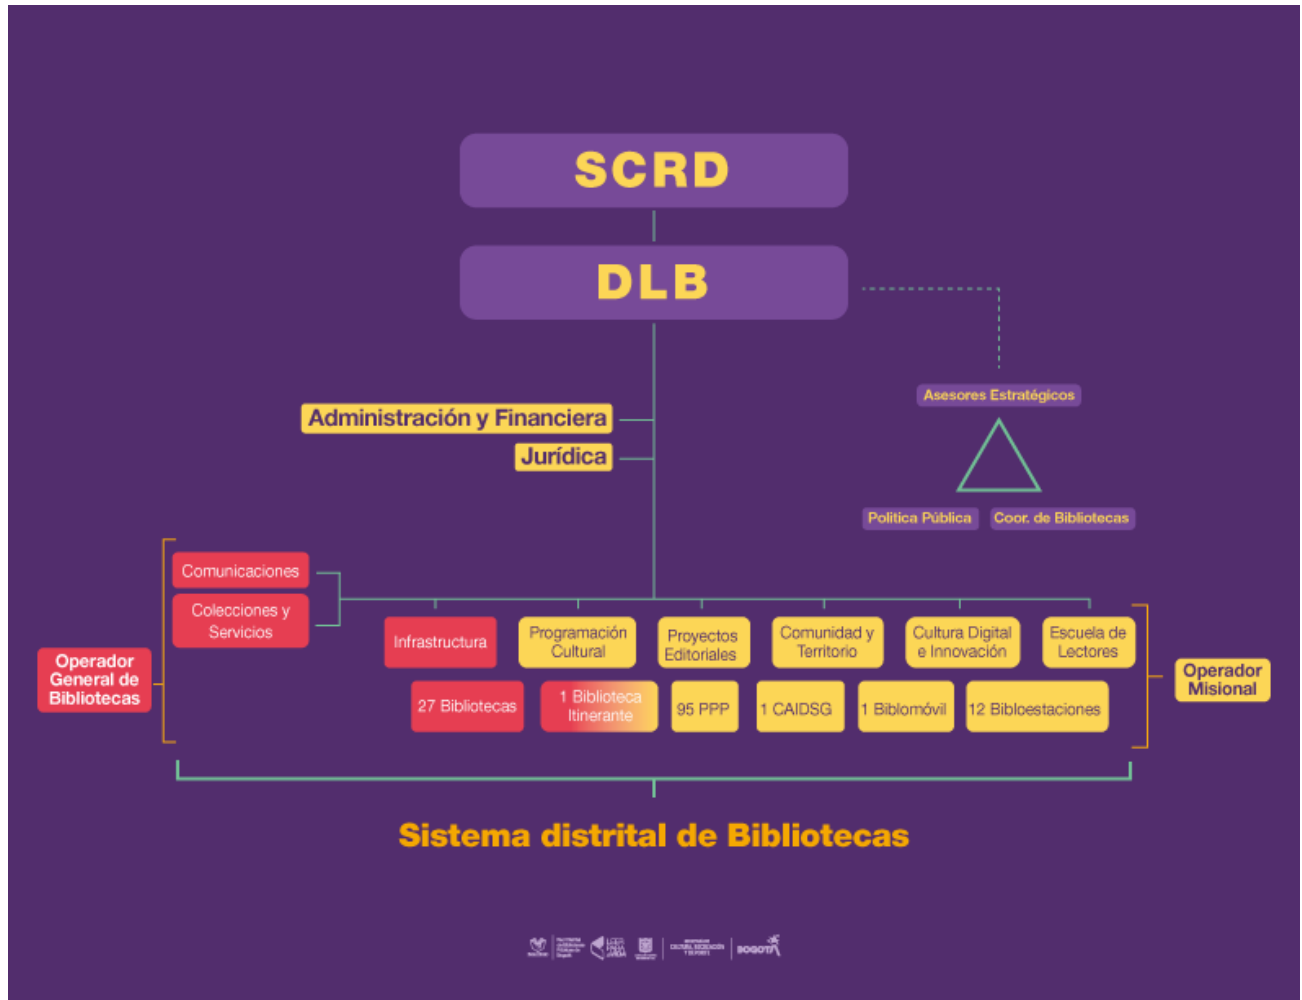 SCRD
DLB
Asesores Estratégicos
Administración y Financiera
Jurídica
Politica Pública
Coor. de Bibliotecas
Comunicaciones
Colecciones y
Servicios
Infrastructura
Programación
Cultural
Proyectos
Editoriales
Comunidad y
Territorio
Cultura Digital
e Innovación
Escuela de
Lectores
Operador
General de
Bibliotecas
Operador
Misional
27 Bibliotecas
1 Biblioteca
Itinerante
95 PPP
1 CAIDSG
1 Biblomóvil
12 Bibloestaciones
Sistema distrital de Bibliotecas
BOGOTÁ